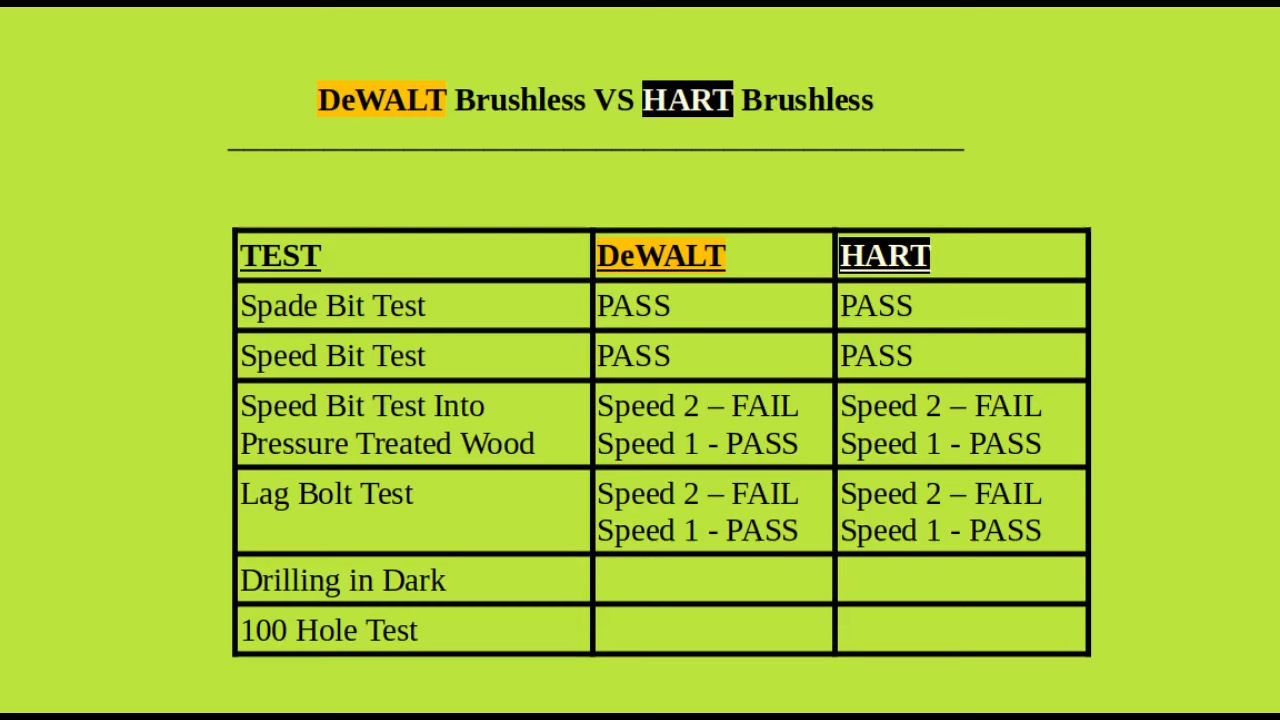 DeWALT Brushless VS HART Brushless
TEST DeWALT HART
Spade Bit Test PASS PASS
Speed Bit Test PASS PASS
Speed Bit Test Into Speed 2 – FAIL Speed 2 – FAIL
Pressure Treated Wood Speed 1 - PASS Speed 1 - PASS
Lag Bolt Test Speed 2 – FAIL Speed 2 – FAIL
Speed 1 - PASS Speed 1 - PASS
Drilling in Dark
100 Hole Test